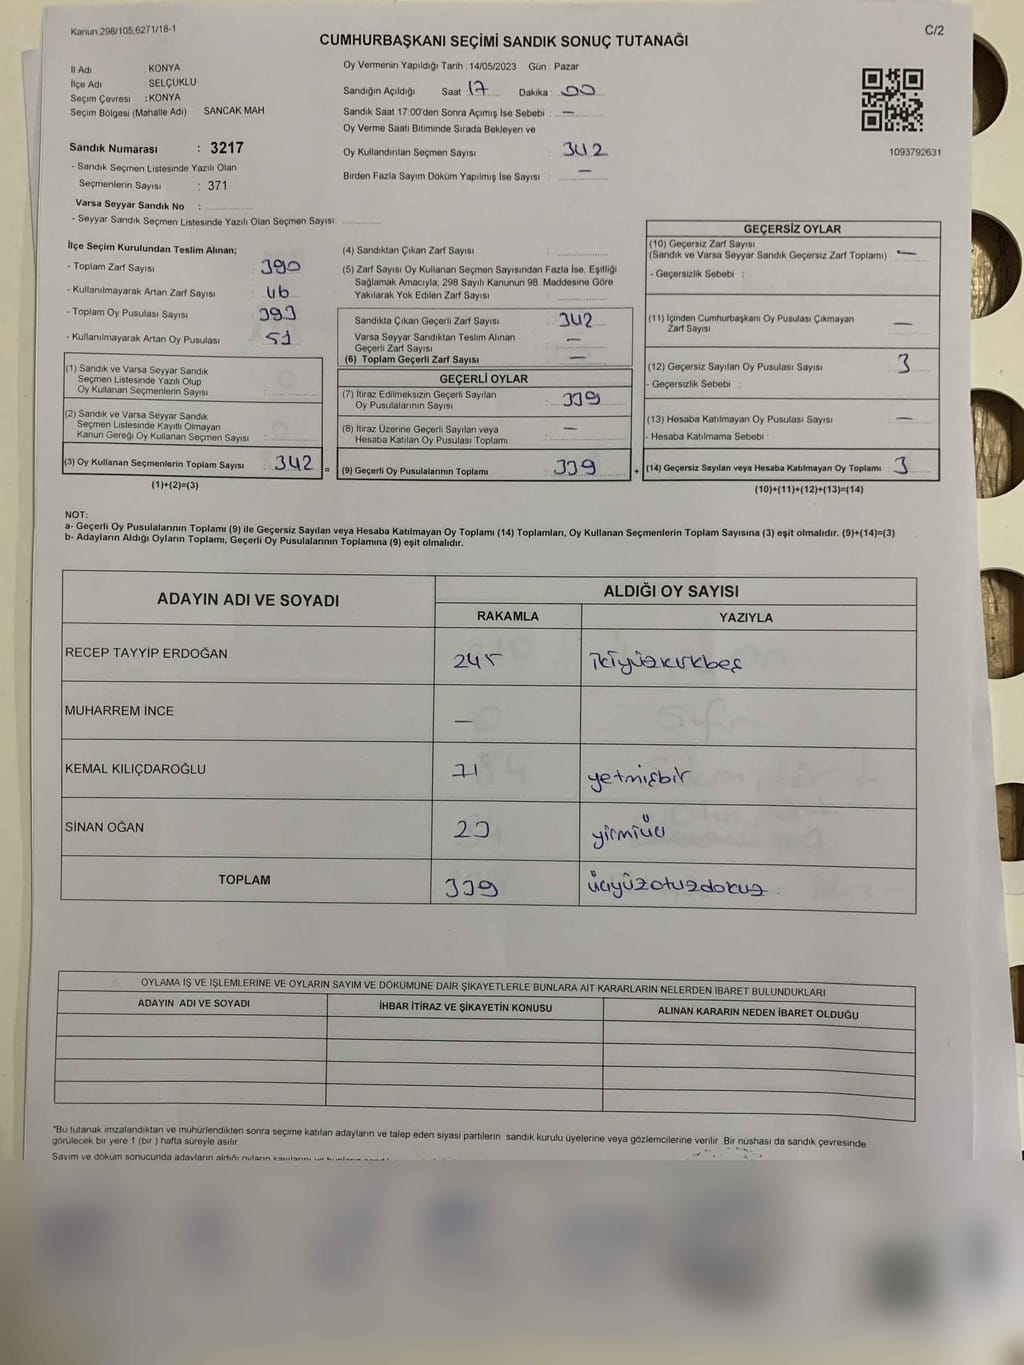 Kanun:298/105,6271/18-1
C/2
CUMHURBAŞKANI SEÇİMİ SANDIK SONUÇ TUTANAĞI
İl Adı : KONYA
İlçe Adı : SELÇUKLU
Seçim Çevresi : KONYA
Seçim Bölgesi (Mahalle Adı) SANCAK MAH.
Sandık Numarası : 3217
- Sandık Seçmen Listesinde Yazılı Olan
Seçmenlerin Sayısı : 371
Varsa Seyyar Sandık No :
- Seyyar Sandık Seçmen Listesinde Yazılı Olan Seçmen Sayısı:
Oy Vermenin Yapıldığı Tarih : 14/05/2023 Gün : Pazar
Sandığın Açıldığı Saat 17 Dakika : 00
Sandık Saat 17:00'den Sonra Açımış İse Sebebi : —
Oy Verme Saati Bitiminde Sırada Bekleyen ve
Oy Kullandırılan Seçmen Sayısı : 342
Birden Fazla Sayım Döküm Yapılmış İse Sayısı : —
1093792631
İlçe Seçim Kurulundan Teslim Alınan;
- Toplam Zarf Sayısı : 390
- Kullanılmayarak Artan Zarf Sayısı : 46
- Toplam Oy Pusulası Sayısı : 393
- Kullanılmayarak Artan Oy Pusulası : 51
(1) Sandık ve Varsa Seyyar Sandık
Seçmen Listesinde Yazılı Olup
Oy Kullanan Seçmenlerin Sayısı :
(2) Sandık ve Varsa Seyyar Sandık
Seçmen Listesinde Kayıtlı Olmayan
Kanun Gereği Oy Kullanan Seçmen Sayısı :
(3) Oy Kullanan Seçmenlerin Toplam Sayısı : 342
(1)+(2)=(3)
(4) Sandıktan Çıkan Zarf Sayısı :
(5) Zarf Sayısı Oy Kullanan Seçmen Sayısından Fazla İse, Eşitliği
Sağlamak Amacıyla, 298 Sayılı Kanunun 98. Maddesine Göre
Yakılarak Yok Edilen Zarf Sayısı :
Sandıkta Çıkan Geçerli Zarf Sayısı : 342
Varsa Seyyar Sandıktan Teslim Alınan
Geçerli Zarf Sayısı : —
(6) Toplam Geçerli Zarf Sayısı : —
GEÇERLİ OYLAR
(7) İtiraz Edilmeksizin Geçerli Sayılan
Oy Pusulalarının Sayısı : 339
(8) İtiraz Üzerine Geçerli Sayılan veya
Hesaba Katılan Oy Pusulası Toplamı : —
= (9) Geçerli Oy Pusulalarının Toplamı : 339
GEÇERSİZ OYLAR
(10) Geçersiz Zarf Sayısı
(Sandık ve Varsa Seyyar Sandık Geçersiz Zarf Toplamı) : —
- Geçersizlik Sebebi :
(11) İçinden Cumhurbaşkanı Oy Pusulası Çıkmayan
Zarf Sayısı : —
(12) Geçersiz Sayılan Oy Pusulası Sayısı : 3
- Geçersizlik Sebebi :
(13) Hesaba Katılmayan Oy Pusulası Sayısı : —
- Hesaba Katılmama Sebebi :
+ (14) Geçersiz Sayılan veya Hesaba Katılmayan Oy Toplamı : 3
(10)+(11)+(12)+(13)=(14)
NOT:
a- Geçerli Oy Pusulalarının Toplamı (9) ile Geçersiz Sayılan veya Hesaba Katılmayan Oy Toplamı (14) Toplamları, Oy Kullanan Seçmenlerin Toplam Sayısına (3) eşit olmalıdır. (9)+(14)=(3)
b- Adayların Aldığı Oyların Toplamı, Geçerli Oy Pusulalarının Toplamına (9) eşit olmalıdır.
ADAYIN ADI VE SOYADI
ALDIĞI OY SAYISI
RAKAMLA YAZIYLA
RECEP TAYYİP ERDOĞAN 245 ikiyüzkırkbeş
MUHARREM İNCE —
KEMAL KILIÇDAROĞLU 71 yetmişbir
SİNAN OĞAN 23 yirmiüç
TOPLAM 339 üçyüzotuzdokuz
OYLAMA İŞ VE İŞLEMLERİNE VE OYLARIN SAYIM VE DÖKÜMÜNE DAİR ŞİKAYETLERLE BUNLARA AİT KARARLARIN NELERDEN İBARET BULUNDUKLARI
ADAYIN ADI VE SOYADI İHBAR İTİRAZ VE ŞİKAYETİN KONUSU ALINAN KARARIN NEDEN İBARET OLDUĞU
*Bu tutanak imzalandıktan ve mühürlendikten sonra seçime katılan adayların ve talep eden siyasi partilerin sandık kurulu üyelerine veya gözlemcilerine verilir. Bir nüshası da sandık çevresinde
görülecek bir yere 1 (bir ) hafta süreyle asılır.
Sayım ve döküm sonucunda adayların aldığı oyların